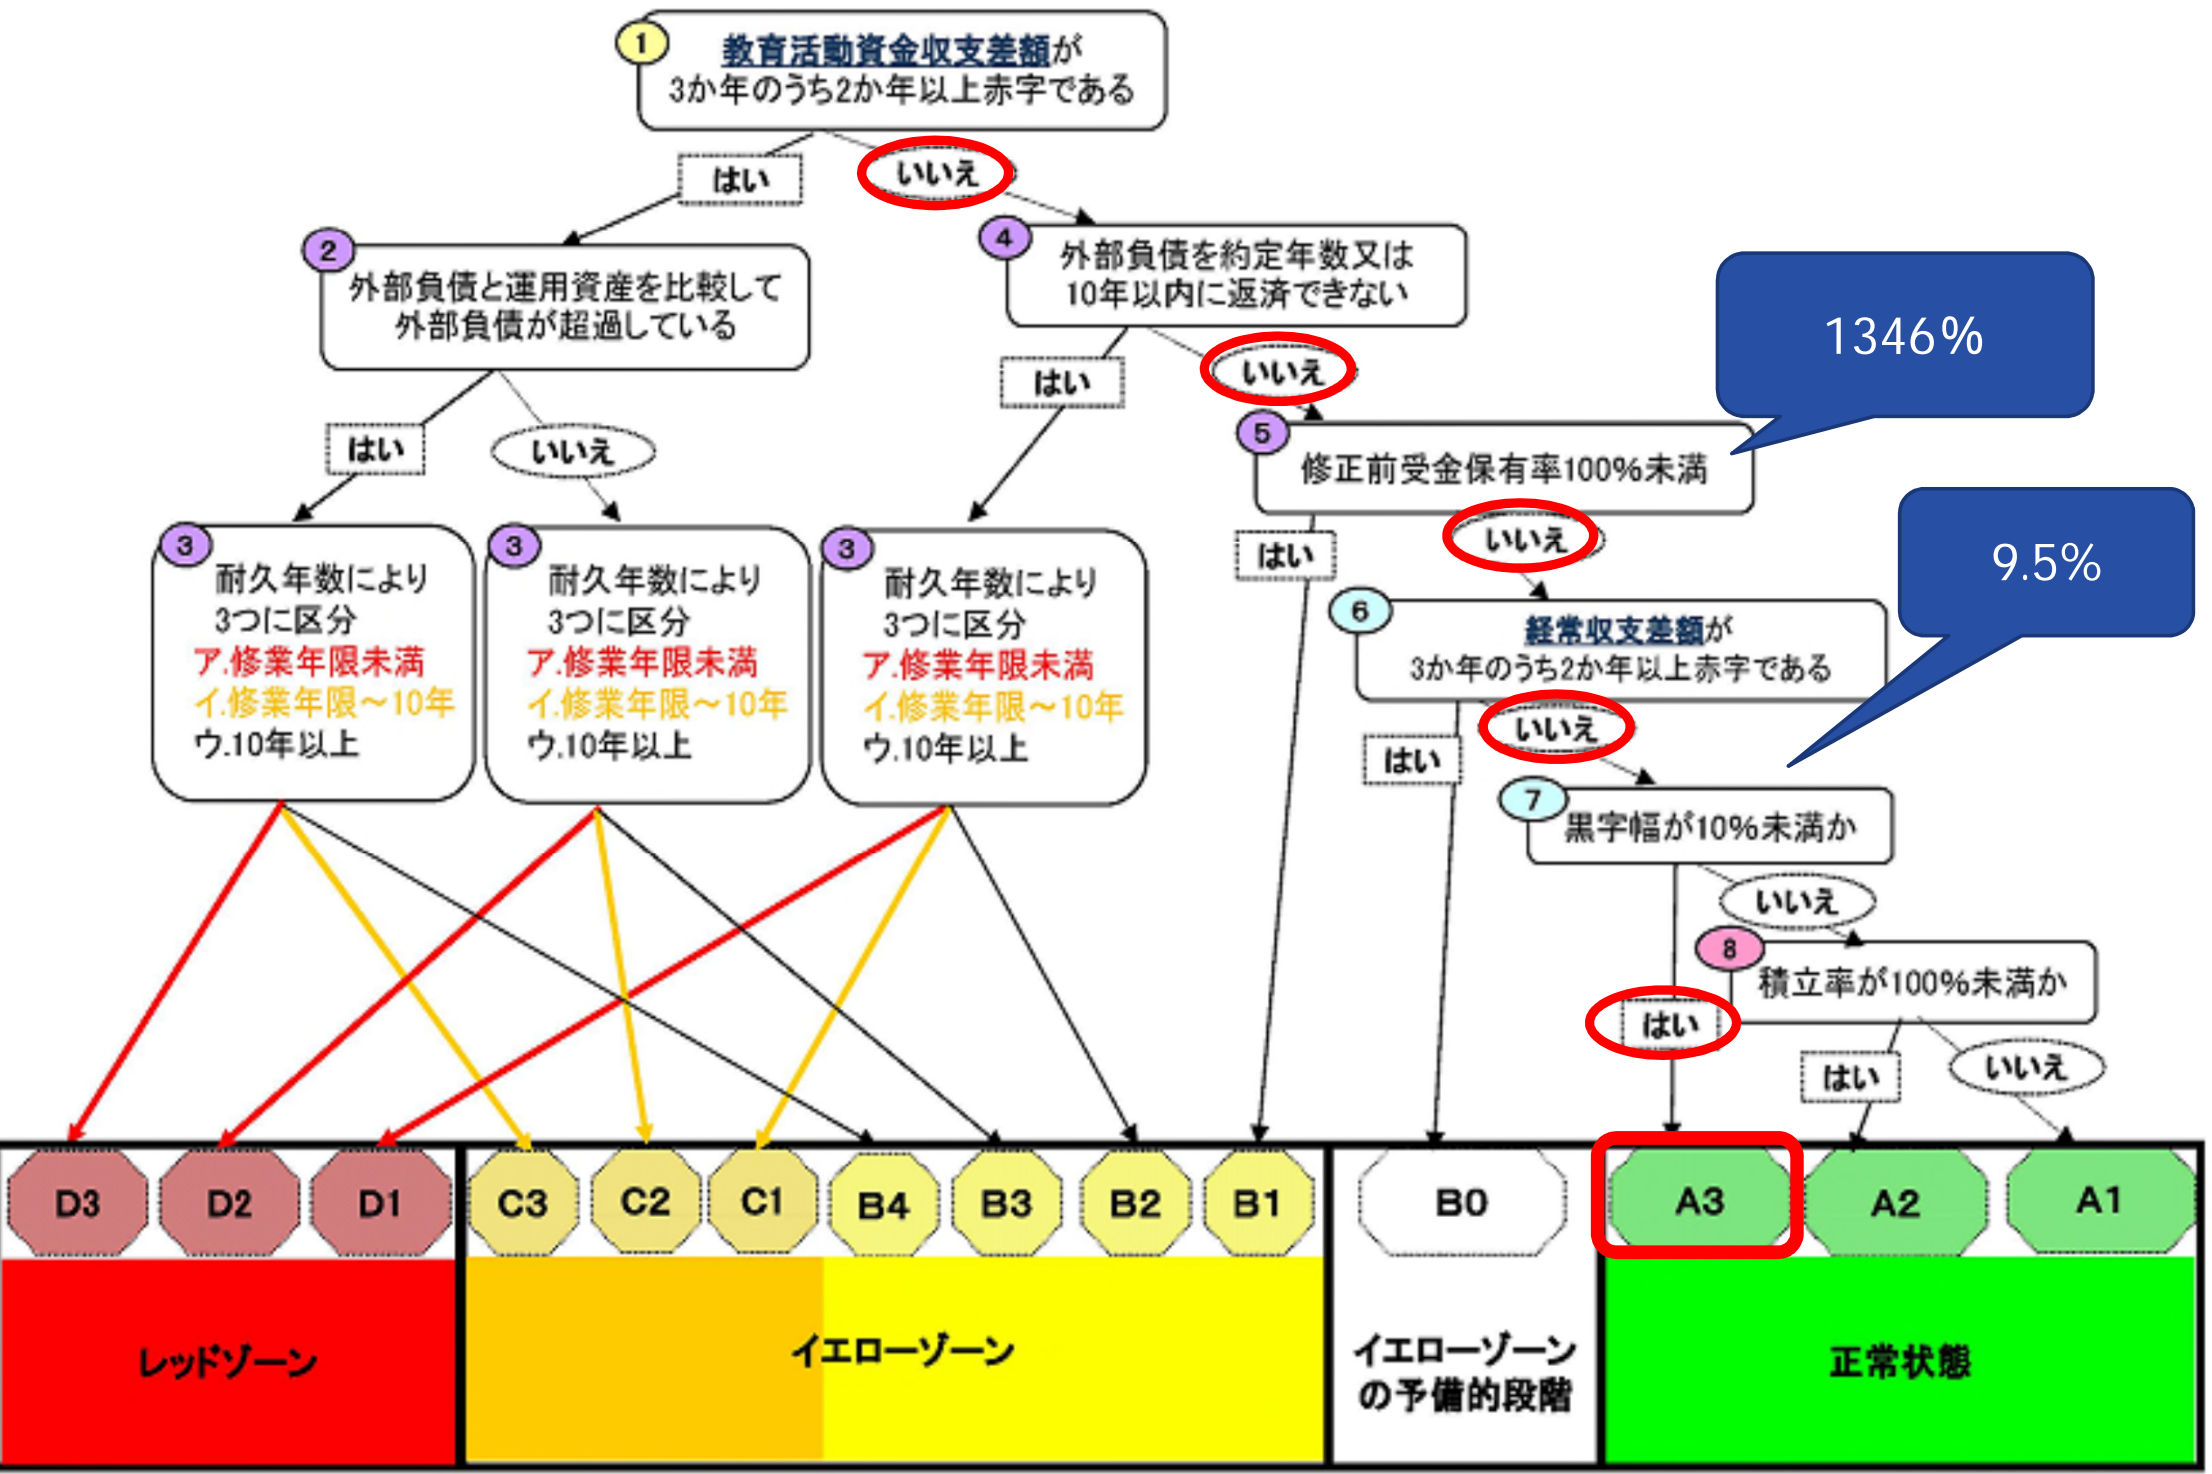 1
教育活動資金収支差額が
3か年のうち2か年以上赤字である
はい
いいえ
2
外部負債と運用資産を比較して
外部負債が超過している
4
外部負債を約定年数又は
10年以内に返済できない
1346%
はい
いいえ
はい
いいえ
5
修正前受金保有率100%未満
9.5%
はい
いいえ
3
耐久年数により
3つに区分
ア.修業年限未満
イ.修業年限～10年
ウ.10年以上
3
耐久年数により
3つに区分
ア.修業年限未満
イ.修業年限～10年
ウ.10年以上
3
耐久年数により
3つに区分
ア.修業年限未満
イ.修業年限～10年
ウ.10年以上
6
経常収支差額が
3か年のうち2か年以上赤字である
はい
いいえ
7
黒字幅が10%未満か
はい
いいえ
8
積立率が100%未満か
はい
いいえ
D3
D2
D1
C3
C2
C1
B4
B3
B2
B1
B0
A3
A2
A1
レッドゾーン
イエローゾーン
イエローゾーン
の予備的段階
正常状態